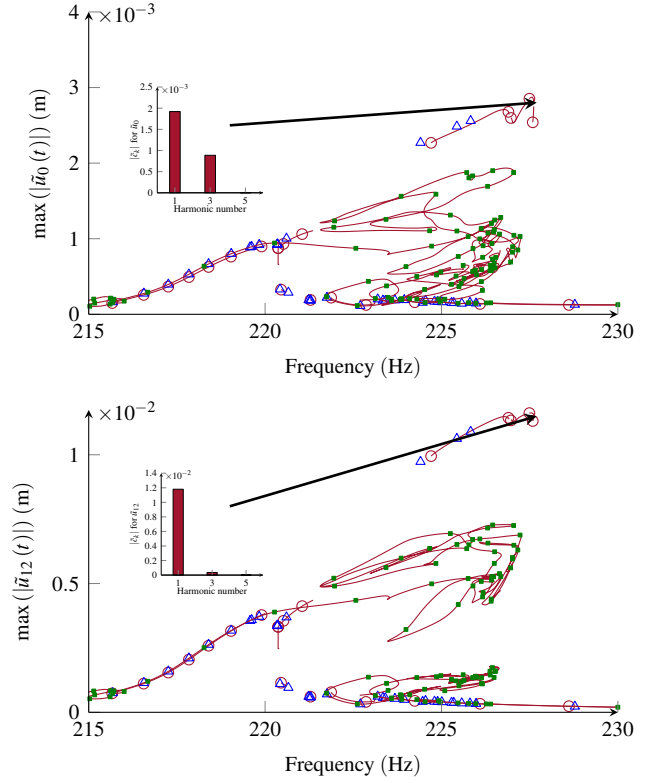 4
×10⁻³
3
2
1
0
max (|ũ₀ (t)|) (m)
2.5
×10⁻³
2
1.5
1
0.5
0
|c̃ₖ| for ũ₀
1 3 5
Harmonic number
215 220 225 230
Frequency (Hz)
×10⁻²
1
0.5
0
max (|ũ₁₂ (t)|) (m)
1.4
×10⁻²
1.2
1
0.8
0.6
0.4
0.2
0
|c̃ₖ| for ũ₁₂
1 3 5
Harmonic number
215 220 225 230
Frequency (Hz)